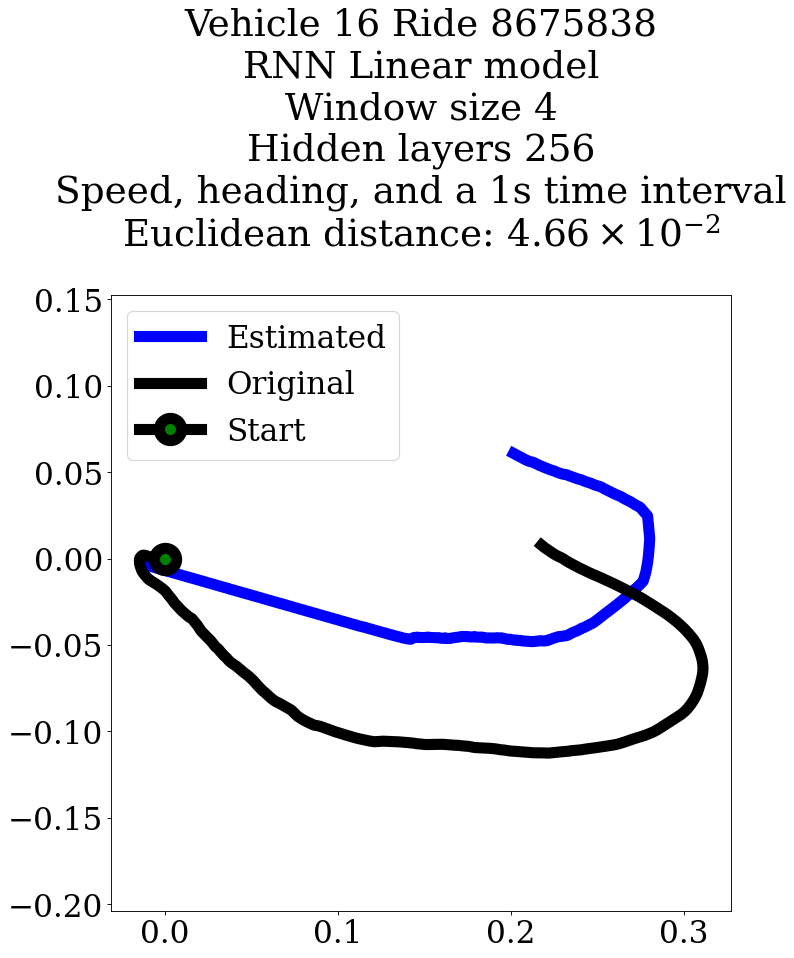 Vehicle 16 Ride 8675838
RNN Linear model
Window size 4
Hidden layers 256
Speed, heading, and a 1s time interval
Euclidean distance: 4.66 × 10⁻²
Estimated
Original
Start
0.15
0.10
0.05
0.00
−0.05
−0.10
−0.15
−0.20
0.0 0.1 0.2 0.3